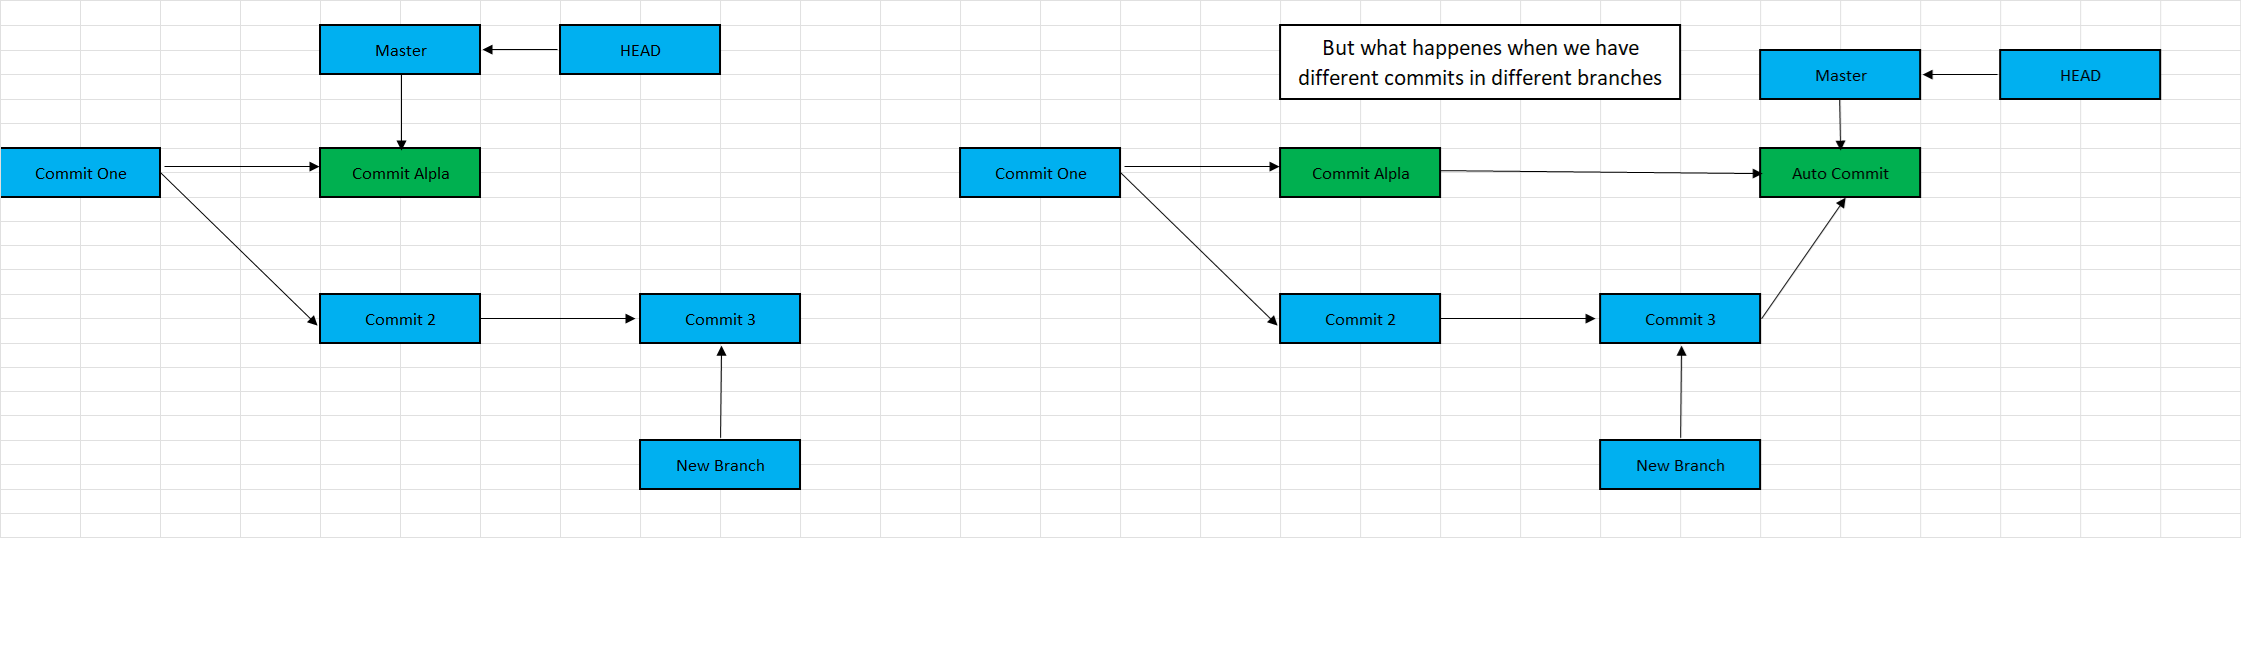 Master
HEAD
Commit One
Commit Alpla
Commit 2
Commit 3
New Branch
But what happenes when we have
different commits in different branches
Master
HEAD
Commit One
Commit Alpla
Auto Commit
Commit 2
Commit 3
New Branch